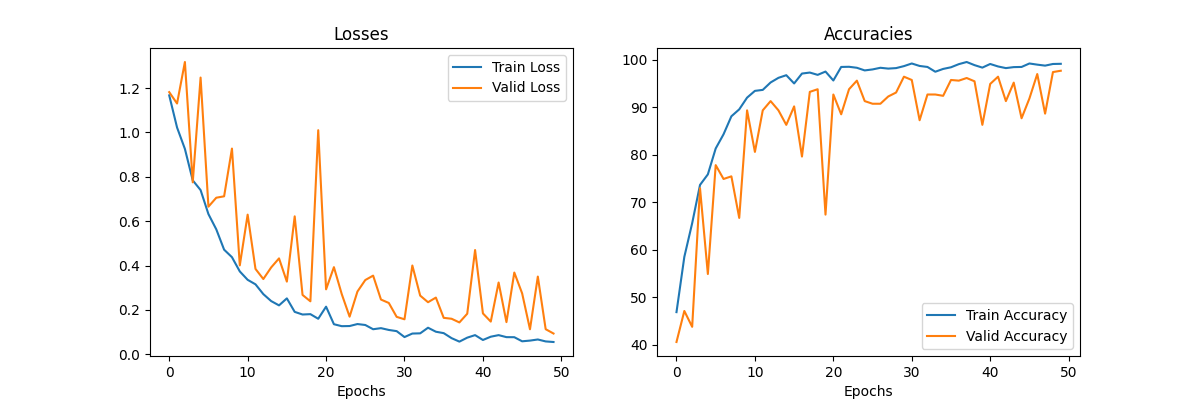 Losses
Train Loss
Valid Loss
1.2
1.0
0.8
0.6
0.4
0.2
0.0
0 10 20 30 40 50
Epochs
Accuracies
100
90
80
70
60
50
40
Train Accuracy
Valid Accuracy
0 10 20 30 40 50
Epochs